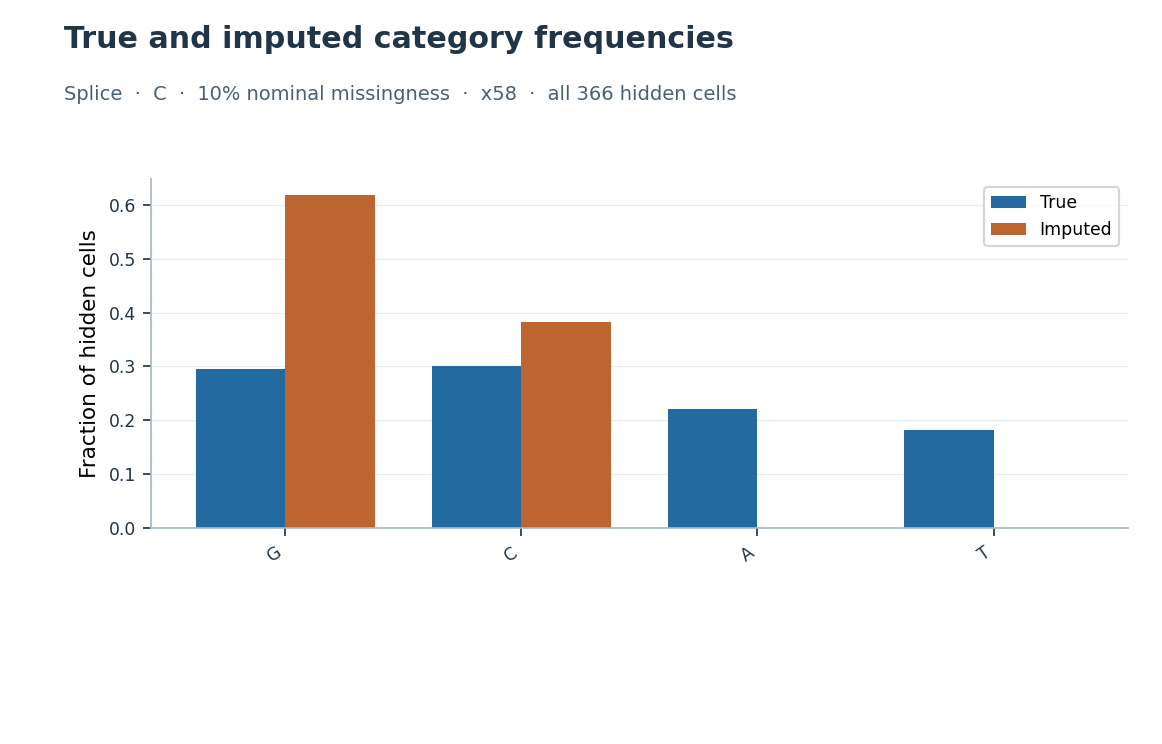 True and imputed category frequencies
Splice · C · 10% nominal missingness · x58 · all 366 hidden cells
Fraction of hidden cells
0.6
0.5
0.4
0.3
0.2
0.1
0.0
True
Imputed
G
C
A
T